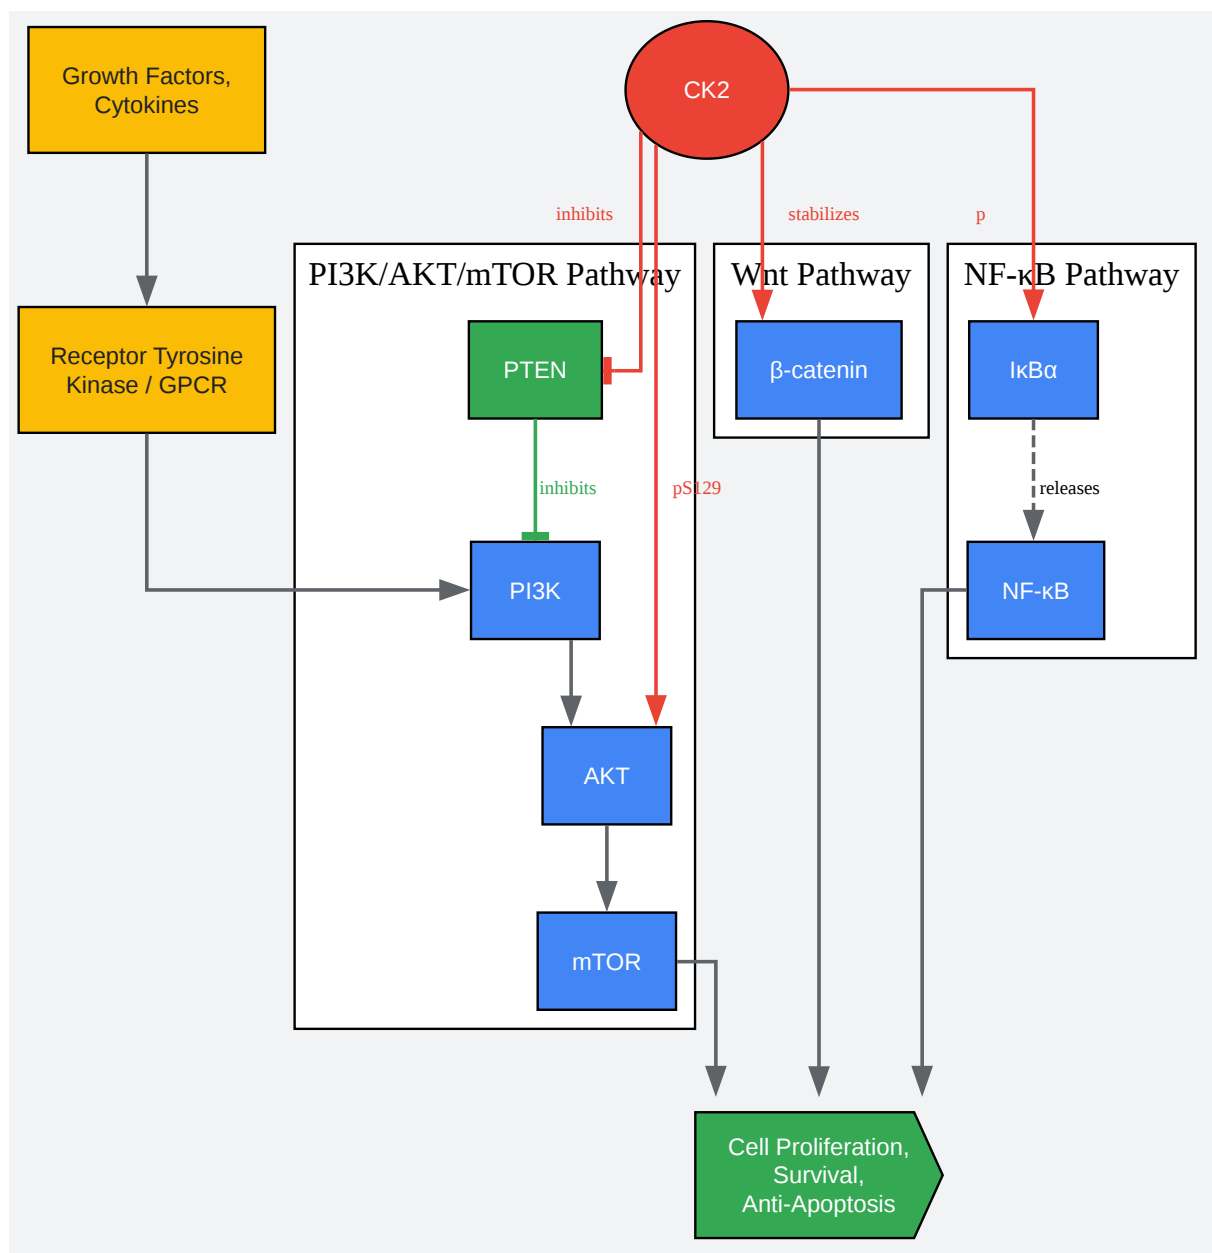 Growth Factors,
Cytokines
CK2
inhibits
stabilizes
p
PI3K/AKT/mTOR Pathway
Wnt Pathway
NF-κB Pathway
Receptor Tyrosine
Kinase / GPCR
PTEN
β-catenin
IκBα
inhibits
pS129
releases
PI3K
NF-κB
AKT
mTOR
Cell Proliferation,
Survival,
Anti-Apoptosis